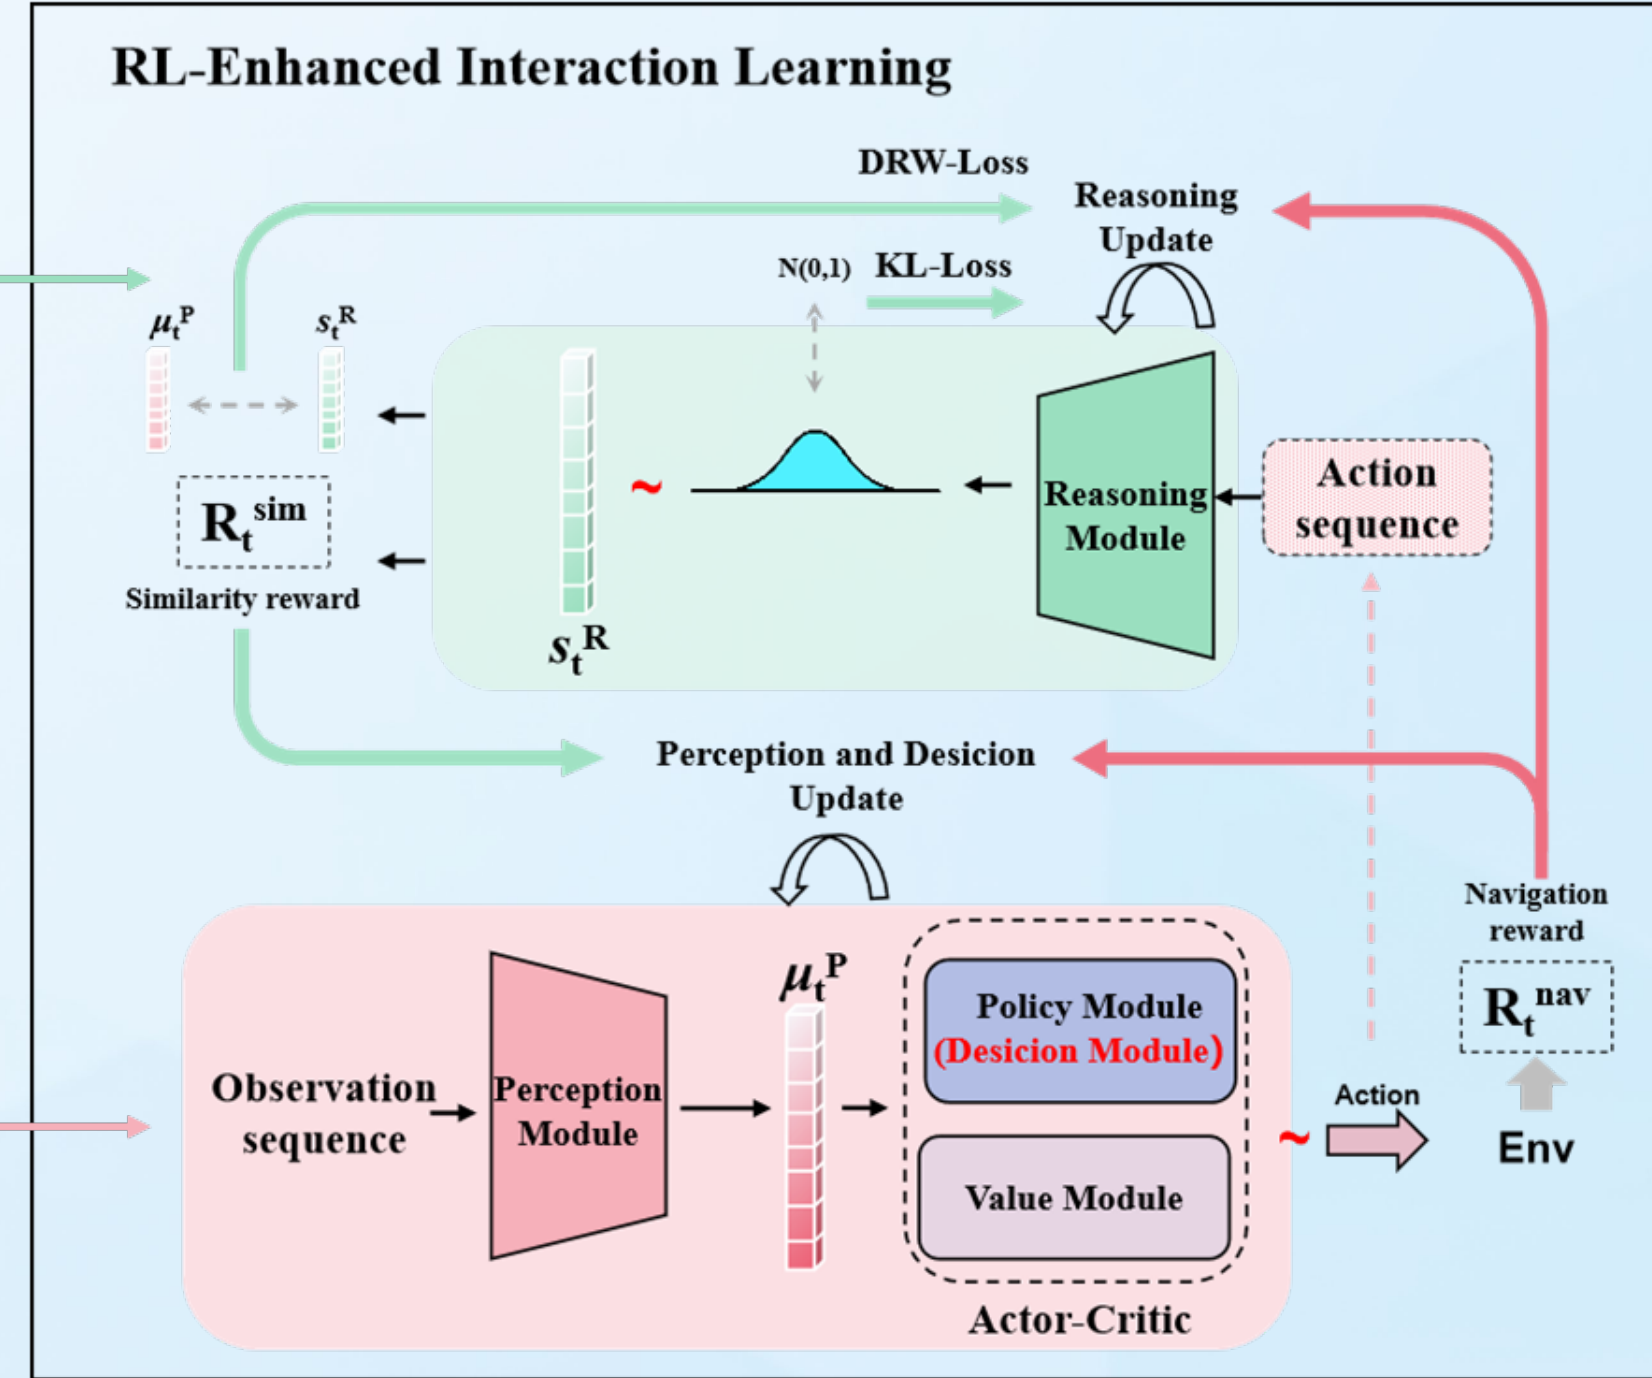 RL-Enhanced Interaction Learning
DRW-Loss
Reasoning
Update
N(0,1)
KL-Loss
μtP
stR
Rtsim
Similarity reward
~
stR
Reasoning
Module
Action
sequence
Perception and Desicion
Update
Navigation
reward
Rtnav
Env
Observation
sequence
Perception
Module
μtP
Policy Module
(Desicion Module)
Value Module
Actor-Critic
~
Action